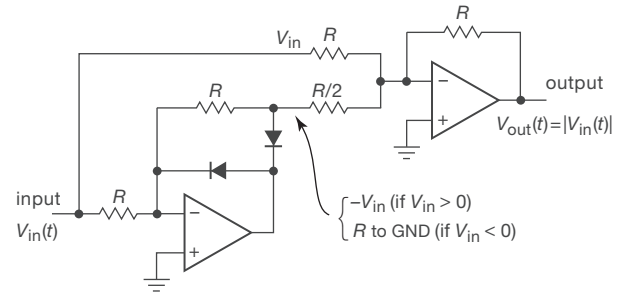 R
V_in R
R R/2
output
V_out(t)=|V_in(t)|
−
+
input
V_in(t)
R
−
+
−V_in (if V_in > 0)
R to GND (if V_in < 0)